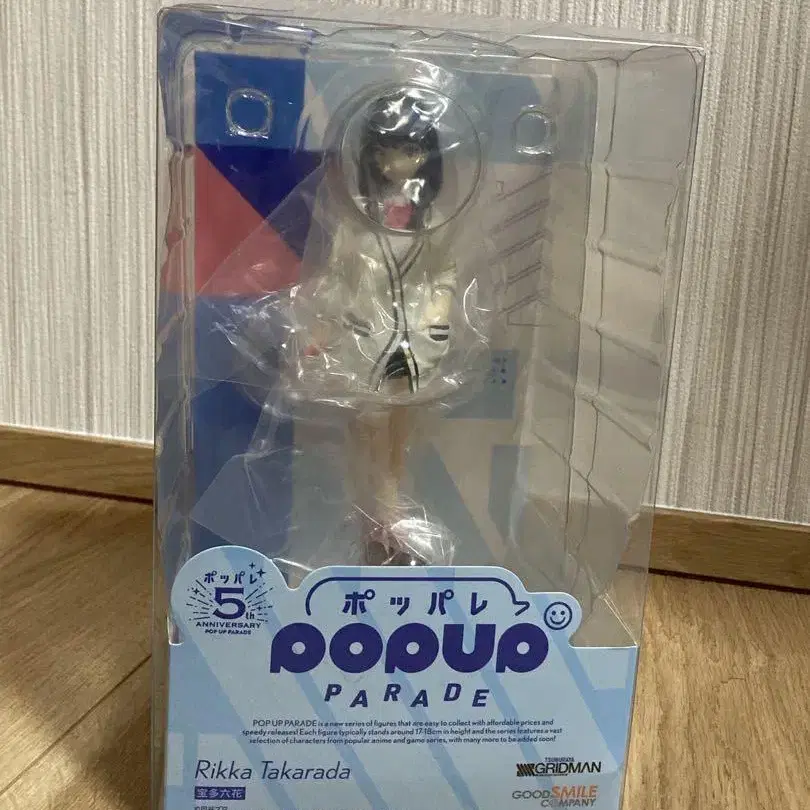 ポッパレ
5th
ANNIVERSARY
POP UP PARADE
ポッパレ
POPUP
PARADE
POP UP PARADE is a new series of figures that are easy to collect with affordable prices and
speedy releases! Each figure typically stands around 17-18cm in height and the series features a vast
selection of characters from popular anime and game series, with many more to be added soon!
Rikka Takarada
宝多六花
TSUBURAYA
GRIDMAN
GOOD SMILE
COMPANY